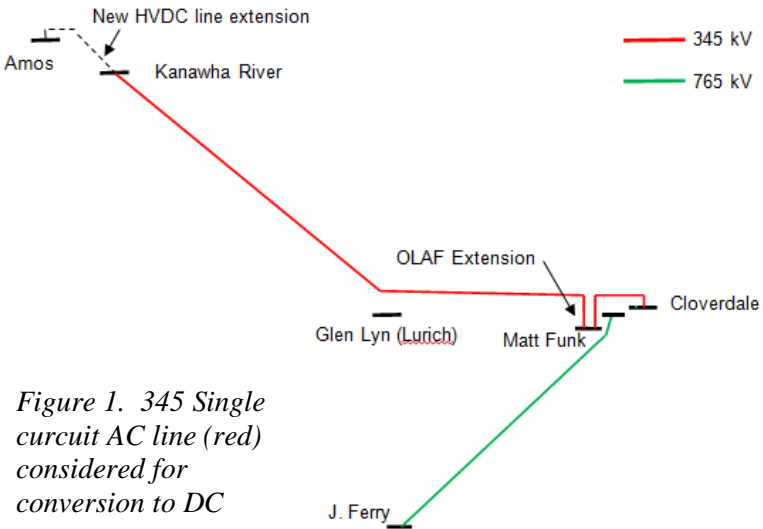 New HVDC line extension
345 kV
Amos
Kanawha River
765 kV
OLAF Extension
Cloverdale
Glen Lyn (Lurich)
Matt Funk
Figure 1. 345 Single
curcuit AC line (red)
considered for
conversion to DC
J. Ferry